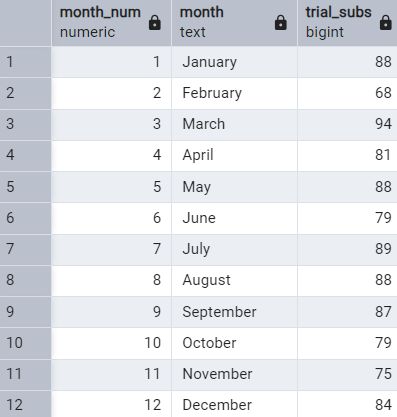 month_num month trial_subs
numeric text bigint
1 1 January 88
2 2 February 68
3 3 March 94
4 4 April 81
5 5 May 88
6 6 June 79
7 7 July 89
8 8 August 88
9 9 September 87
10 10 October 79
11 11 November 75
12 12 December 84